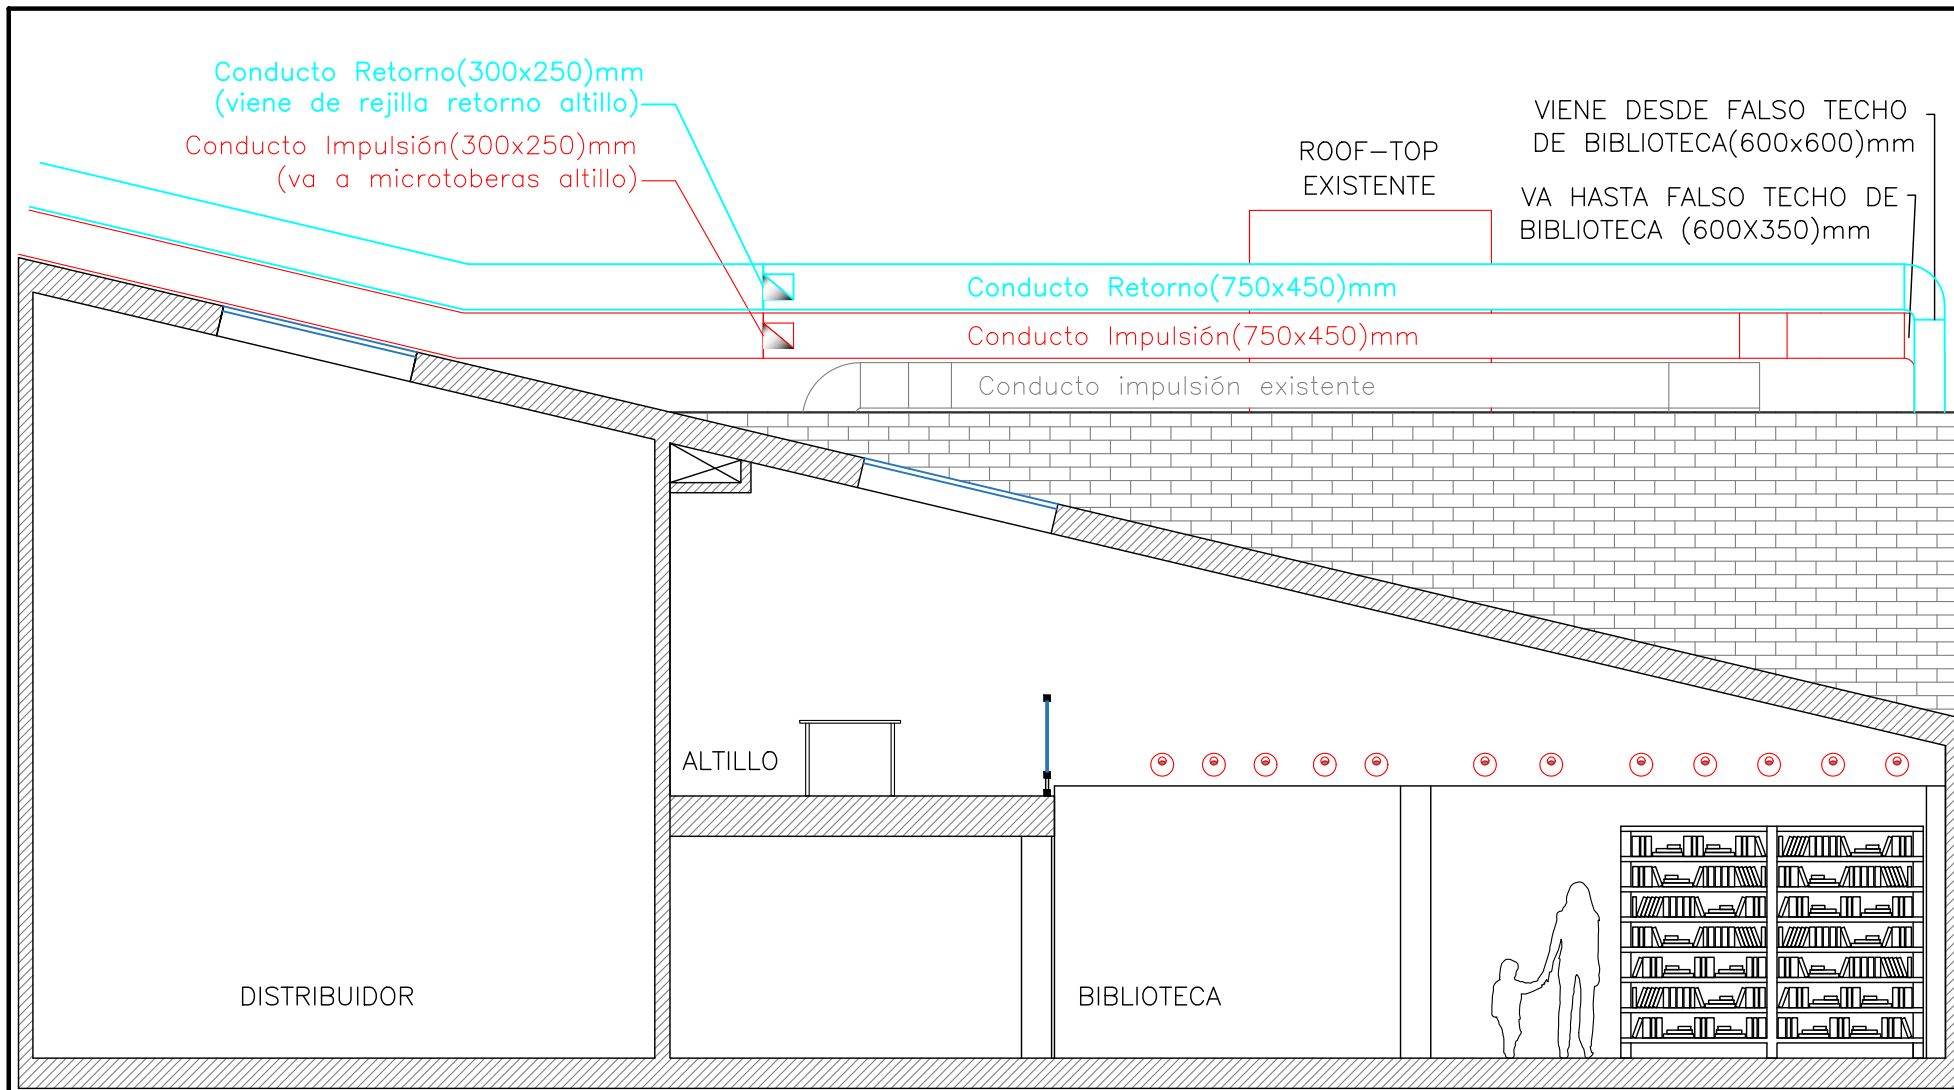 Conducto Retorno(300x250)mm
(viene de rejilla retorno altillo)
Conducto Impulsión(300x250)mm
(va a microtoberas altillo)
ROOF-TOP
EXISTENTE
VIENE DESDE FALSO TECHO
DE BIBLIOTECA(600x600)mm
VA HASTA FALSO TECHO DE
BIBLIOTECA (600X350)mm
Conducto Retorno(750x450)mm
Conducto Impulsión(750x450)mm
Conducto impulsión existente
ALTILLO
DISTRIBUIDOR
BIBLIOTECA